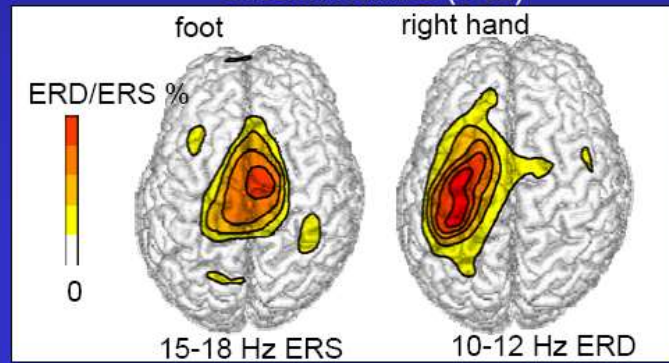 foot
right hand
ERD/ERS %
0
15-18 Hz ERS
10-12 Hz ERD